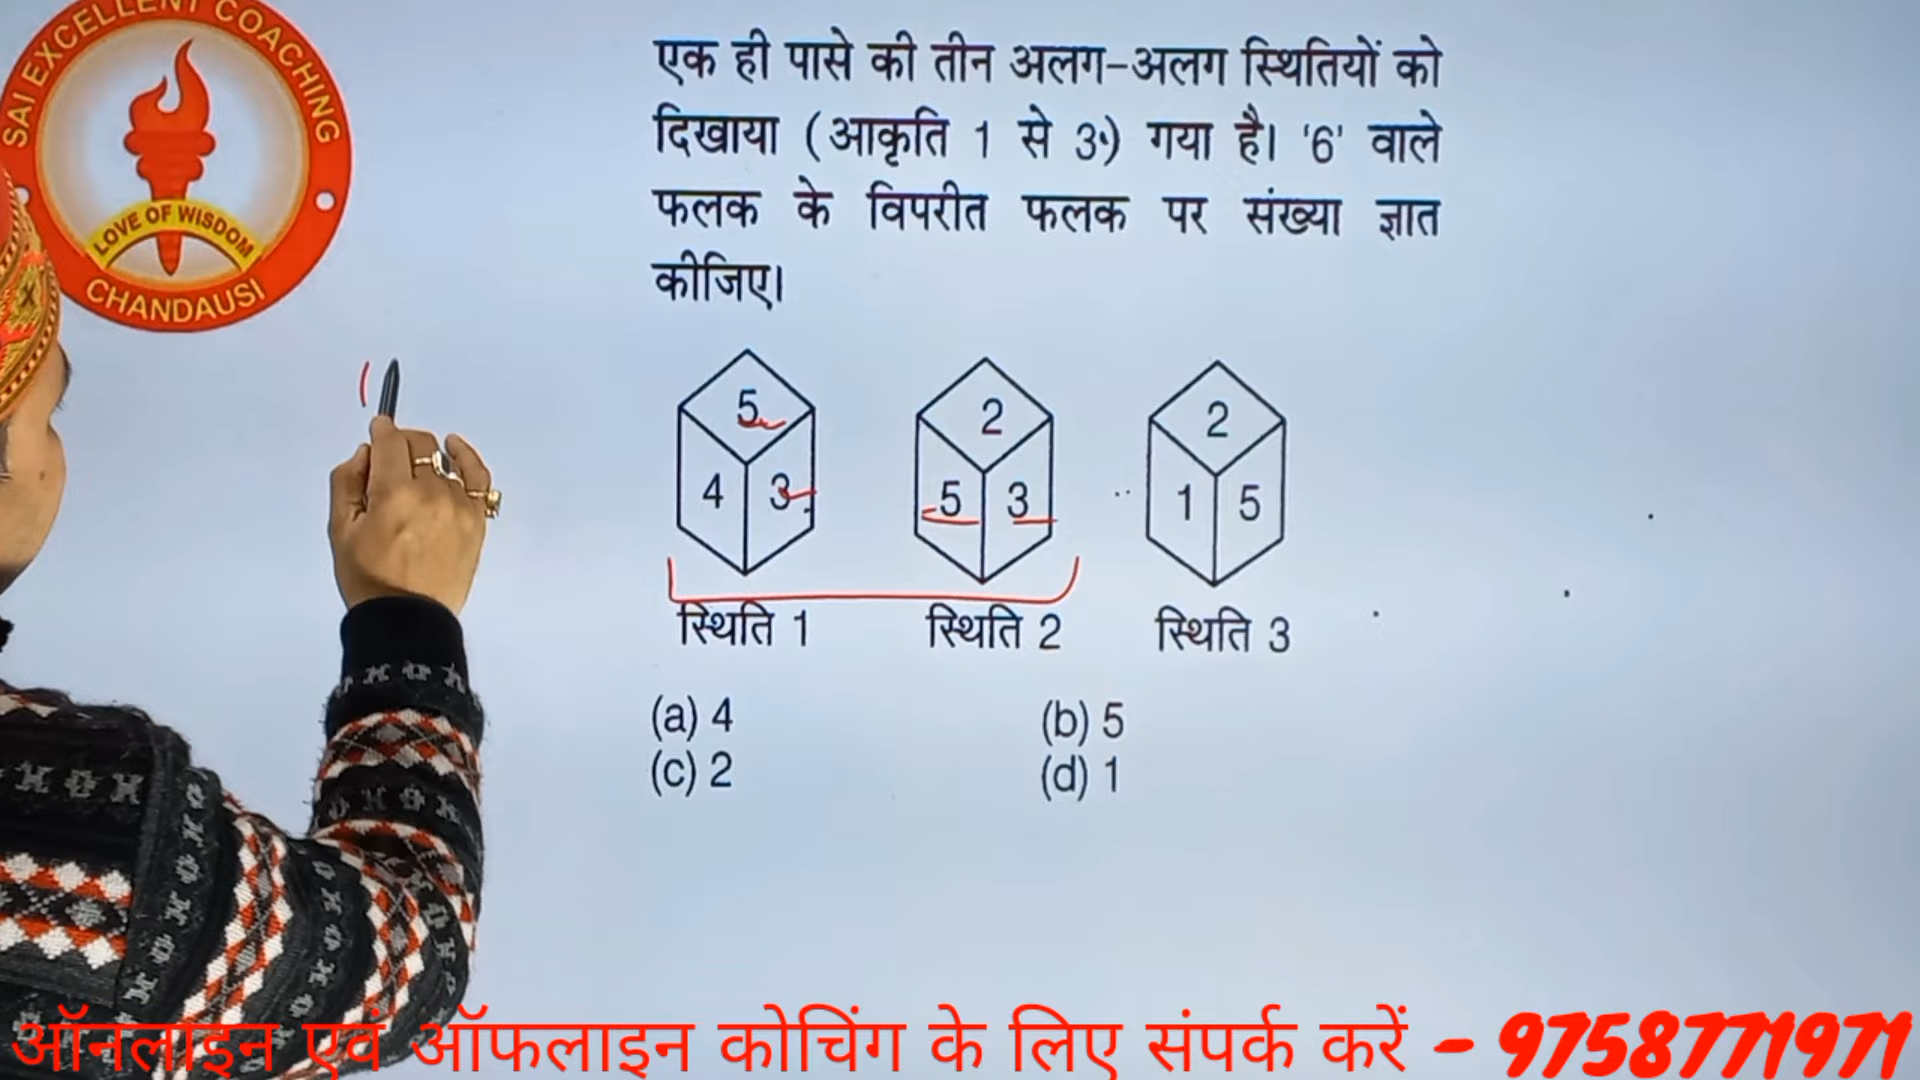 SAI EXCELLENT COACHING
LOVE OF WISDOM
CHANDAUSI
एक ही पासे की तीन अलग-अलग स्थितियों को
दिखाया (आकृति 1 से 3) गया है। '6' वाले
फलक के विपरीत फलक पर संख्या ज्ञात
कीजिए।
5 2 2
4 3 5 3 1 5
स्थिति 1 स्थिति 2 स्थिति 3
(a) 4 (b) 5
(c) 2 (d) 1
ऑनलाइन एवं ऑफलाइन कोचिंग के लिए संपर्क करें - 9758771971